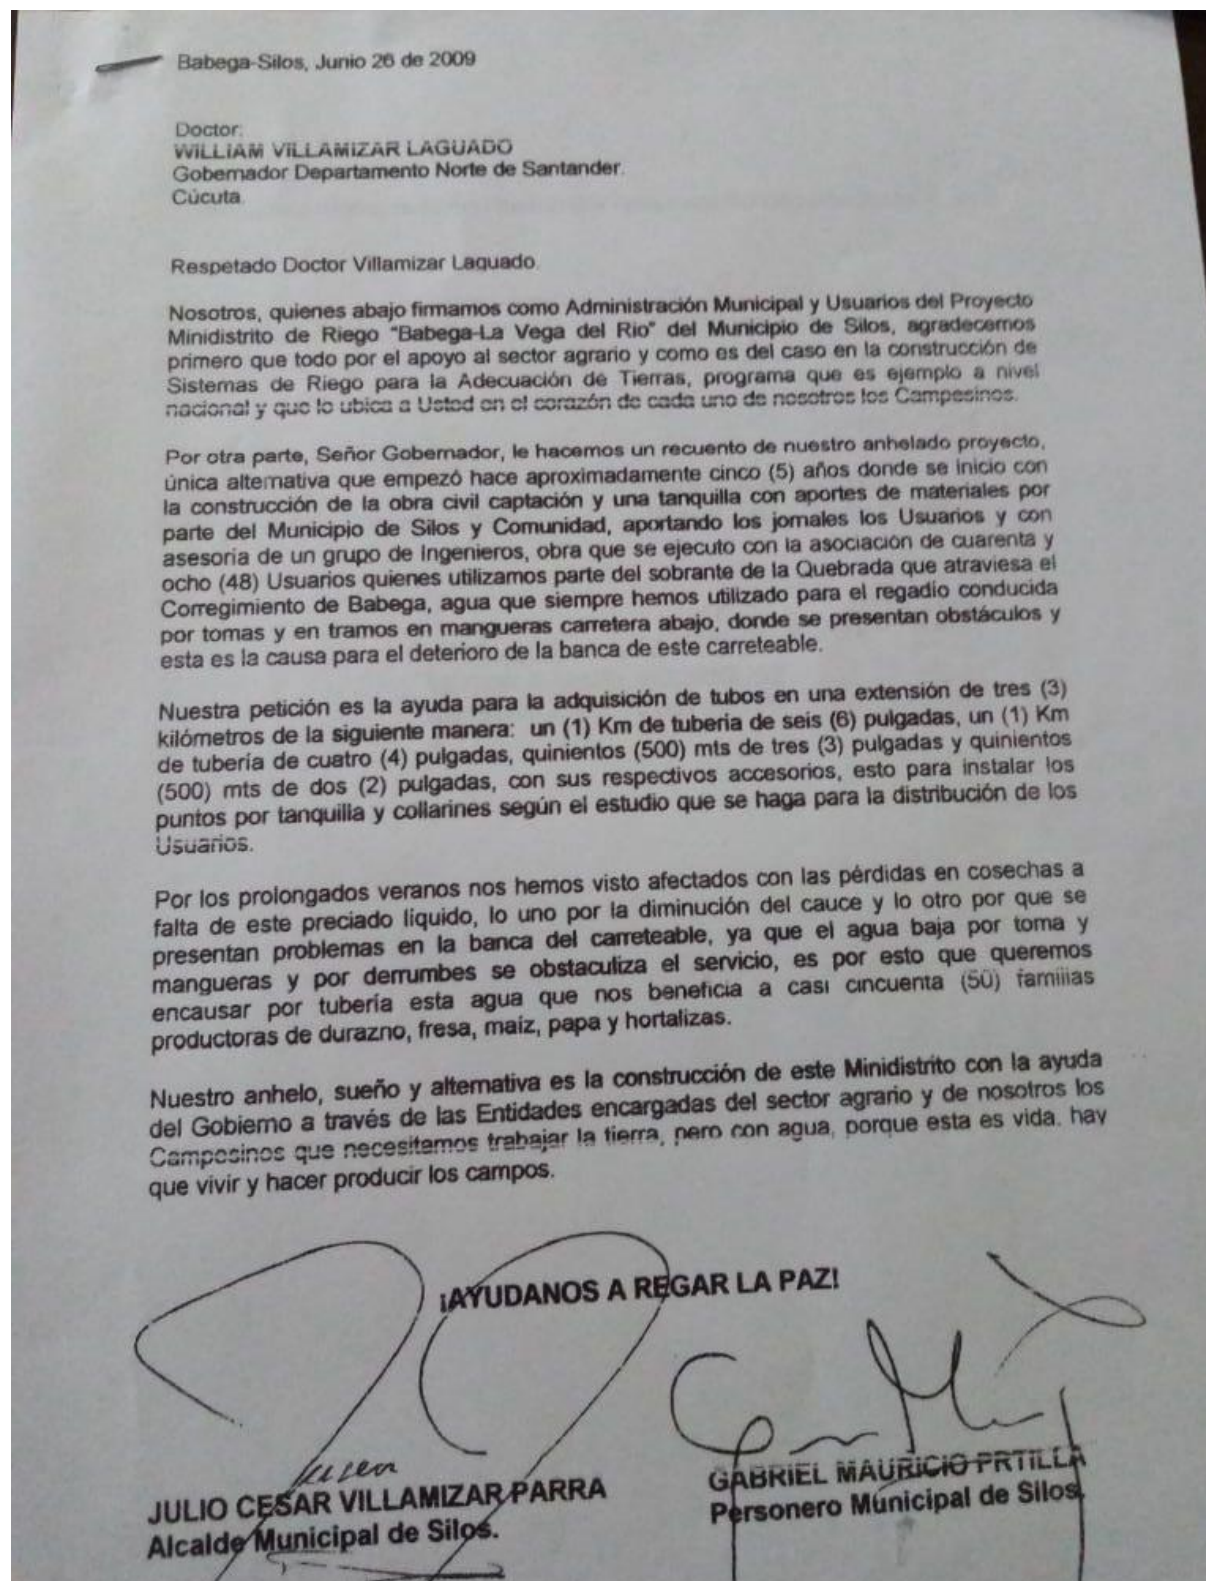 Babega-Silos, Junio 26 de 2009
Doctor:
WILLIAM VILLAMIZAR LAGUADO
Gobernador Departamento Norte de Santander.
Cúcuta.
Respetado Doctor Villamizar Laguado.
Nosotros, quienes abajo firmamos como Administración Municipal y Usuarios del Proyecto
Minidistrito de Riego "Babega-La Vega del Rio" del Municipio de Silos, agradecemos
primero que todo por el apoyo al sector agrario y como es del caso en la construcción de
Sistemas de Riego para la Adecuación de Tierras, programa que es ejemplo a nivel
nacional y que lo ubica a Usted en el corazón de cada uno de nosotros los Campesinos.
Por otra parte, Señor Gobernador, le hacemos un recuento de nuestro anhelado proyecto,
única alternativa que empezó hace aproximadamente cinco (5) años donde se inicio con
la construcción de la obra civil captación y una tanquilla con aportes de materiales por
parte del Municipio de Silos y Comunidad, aportando los jornales los Usuarios y con
asesoria de un grupo de Ingenieros, obra que se ejecuto con la asociación de cuarenta y
ocho (48) Usuarios quienes utilizamos parte del sobrante de la Quebrada que atraviesa el
Corregimiento de Babega, agua que siempre hemos utilizado para el regadío conducida
por tomas y en tramos en mangueras carretera abajo, donde se presentan obstáculos y
esta es la causa para el deterioro de la banca de este carreteable.
Nuestra petición es la ayuda para la adquisición de tubos en una extensión de tres (3)
kilómetros de la siguiente manera: un (1) Km de tubería de seis (6) pulgadas, un (1) Km
de tubería de cuatro (4) pulgadas, quinientos (500) mts de tres (3) pulgadas y quinientos
(500) mts de dos (2) pulgadas, con sus respectivos accesorios, esto para instalar los
puntos por tanquilla y collarines según el estudio que se haga para la distribución de los
Usuarios.
Por los prolongados veranos nos hemos visto afectados con las pérdidas en cosechas a
falta de este preciado líquido, lo uno por la diminución del cauce y lo otro por que se
presentan problemas en la banca del carreteable, ya que el agua baja por toma y
mangueras y por derrumbes se obstaculiza el servicio, es por esto que queremos
encausar por tubería esta agua que nos beneficia a casi cincuenta (50) familias
productoras de durazno, fresa, maíz, papa y hortalizas.
Nuestro anhelo, sueño y alternativa es la construcción de este Minidistrito con la ayuda
del Gobierno a través de las Entidades encargadas del sector agrario y de nosotros los
Campesinos que necesitamos trabajar la tierra, pero con agua, porque esta es vida, hay
que vivir y hacer producir los campos.
¡AYUDANOS A REGAR LA PAZ!
JULIO CESAR VILLAMIZAR PARRA
Alcalde Municipal de Silos.
GABRIEL MAURICIO PRTILLA
Personero Municipal de Silos.